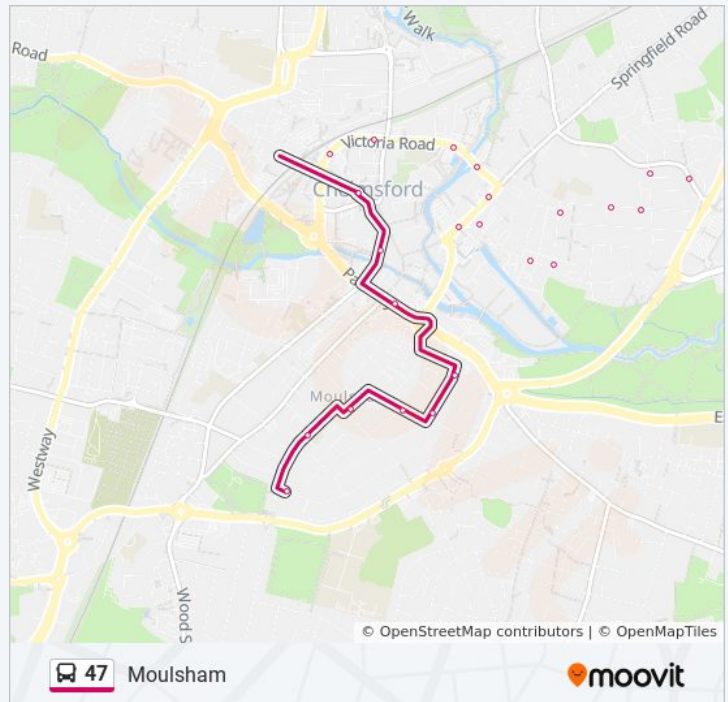 Walk
Road
Springfield Road
Victoria Road
Chelmsford
Westway
Wood S
E
© OpenStreetMap contributors | © OpenMapTiles
47 Moulsham
moovit